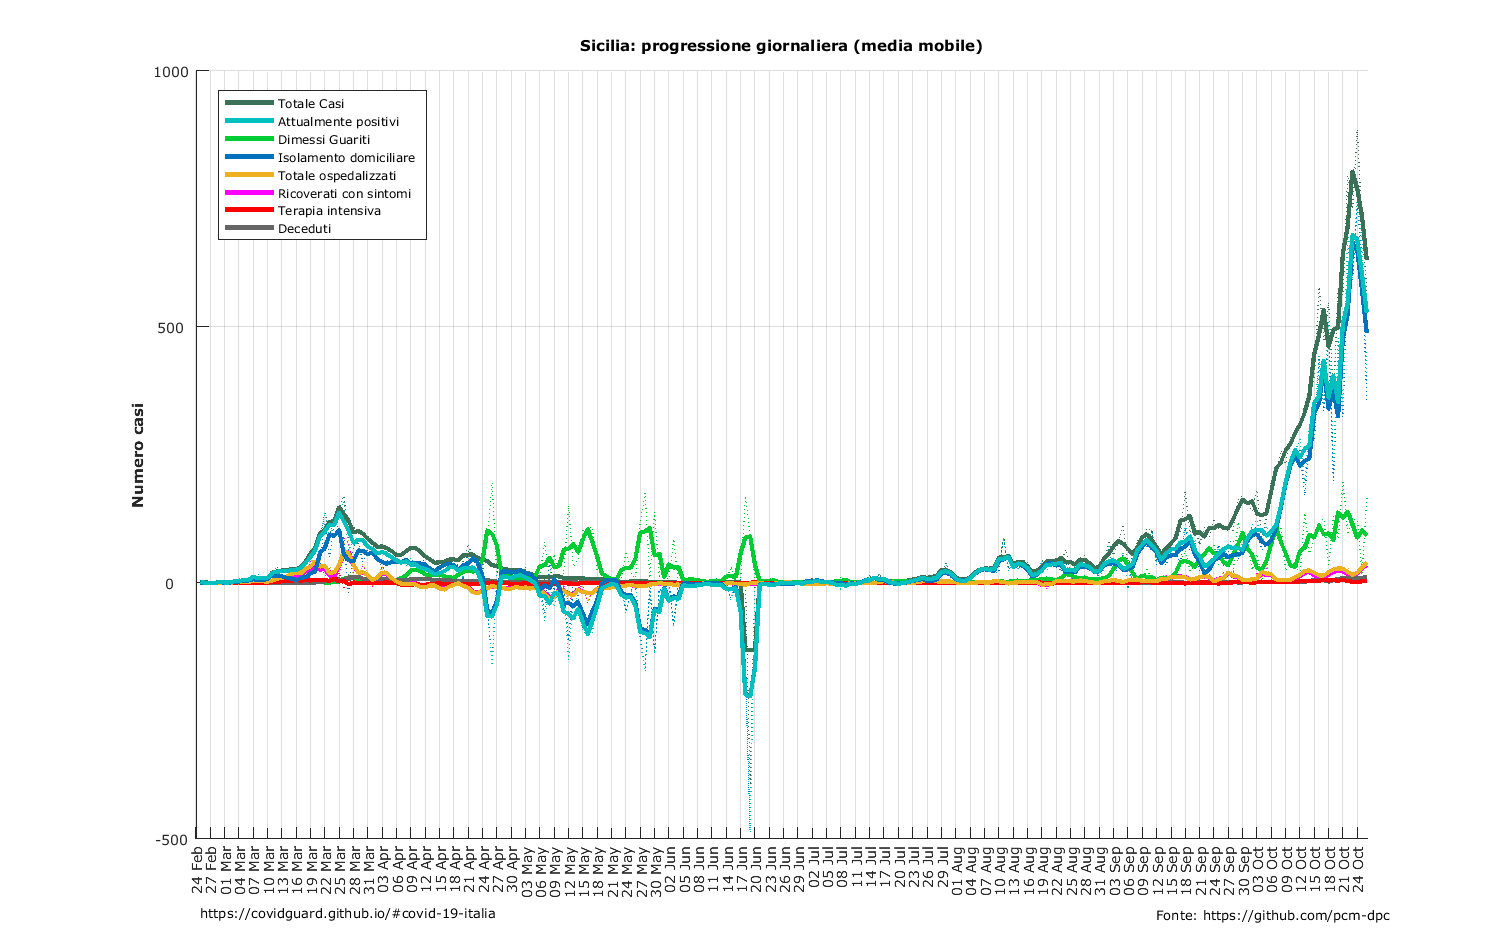 Sicilia: progressione giornaliera (media mobile)
1000
500
0
-500
Numero casi
Totale Casi
Attualmente positivi
Dimessi Guariti
Isolamento domiciliare
Totale ospedalizzati
Ricoverati con sintomi
Terapia intensiva
Deceduti
24 Feb
27 Feb
01 Mar
04 Mar
07 Mar
10 Mar
13 Mar
16 Mar
19 Mar
22 Mar
25 Mar
28 Mar
31 Mar
03 Apr
06 Apr
09 Apr
12 Apr
15 Apr
18 Apr
21 Apr
24 Apr
27 Apr
30 Apr
03 May
06 May
09 May
12 May
15 May
18 May
21 May
24 May
27 May
30 May
02 Jun
05 Jun
08 Jun
11 Jun
14 Jun
17 Jun
20 Jun
23 Jun
26 Jun
29 Jun
02 Jul
05 Jul
08 Jul
11 Jul
14 Jul
17 Jul
20 Jul
23 Jul
26 Jul
29 Jul
01 Aug
04 Aug
07 Aug
10 Aug
13 Aug
16 Aug
19 Aug
22 Aug
25 Aug
28 Aug
31 Aug
03 Sep
06 Sep
09 Sep
12 Sep
15 Sep
18 Sep
21 Sep
24 Sep
27 Sep
30 Sep
03 Oct
06 Oct
09 Oct
12 Oct
15 Oct
18 Oct
21 Oct
24 Oct
https://covidguard.github.io/#covid-19-italia
Fonte: https://github.com/pcm-dpc